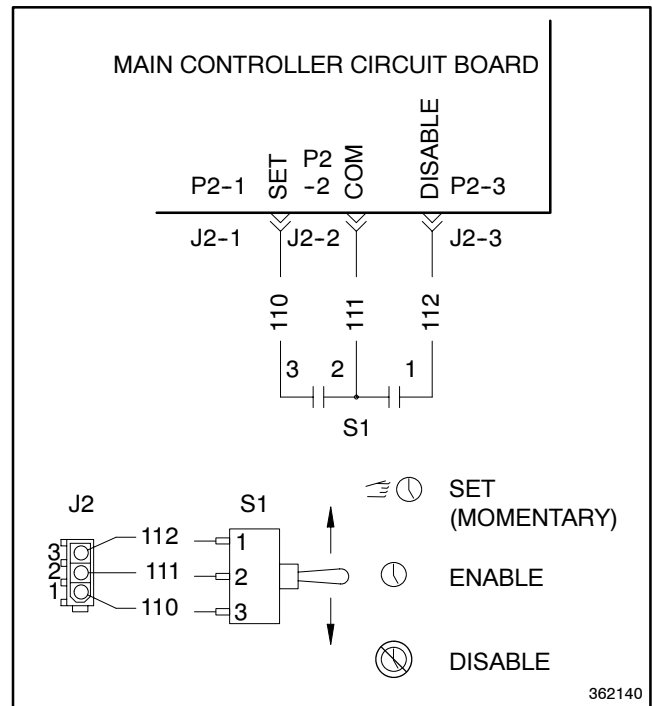 MAIN CONTROLLER CIRCUIT BOARD
P2-1 SET P2 -2 COM DISABLE P2-3
J2-1 J2-2 J2-3
110 111 112
3 2 1
S1
J2 S1
3 112 1
2 111 2
1 110 3
SET
(MOMENTARY)
ENABLE
DISABLE
362140